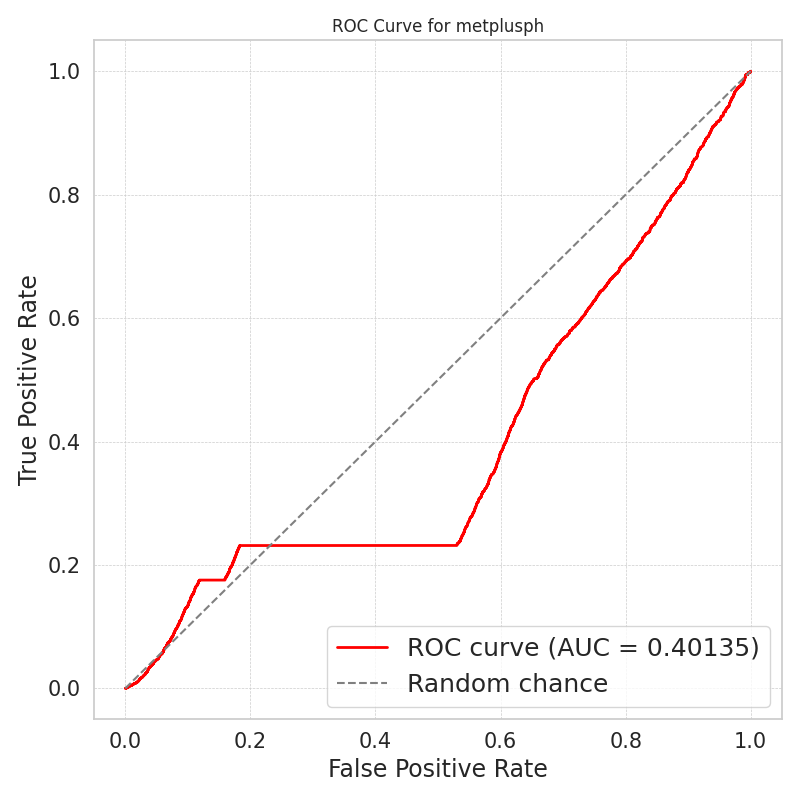 ROC Curve for metplusph
True Positive Rate
1.0
0.8
0.6
0.4
0.2
0.0
ROC curve (AUC = 0.40135)
Random chance
0.0 0.2 0.4 0.6 0.8 1.0
False Positive Rate